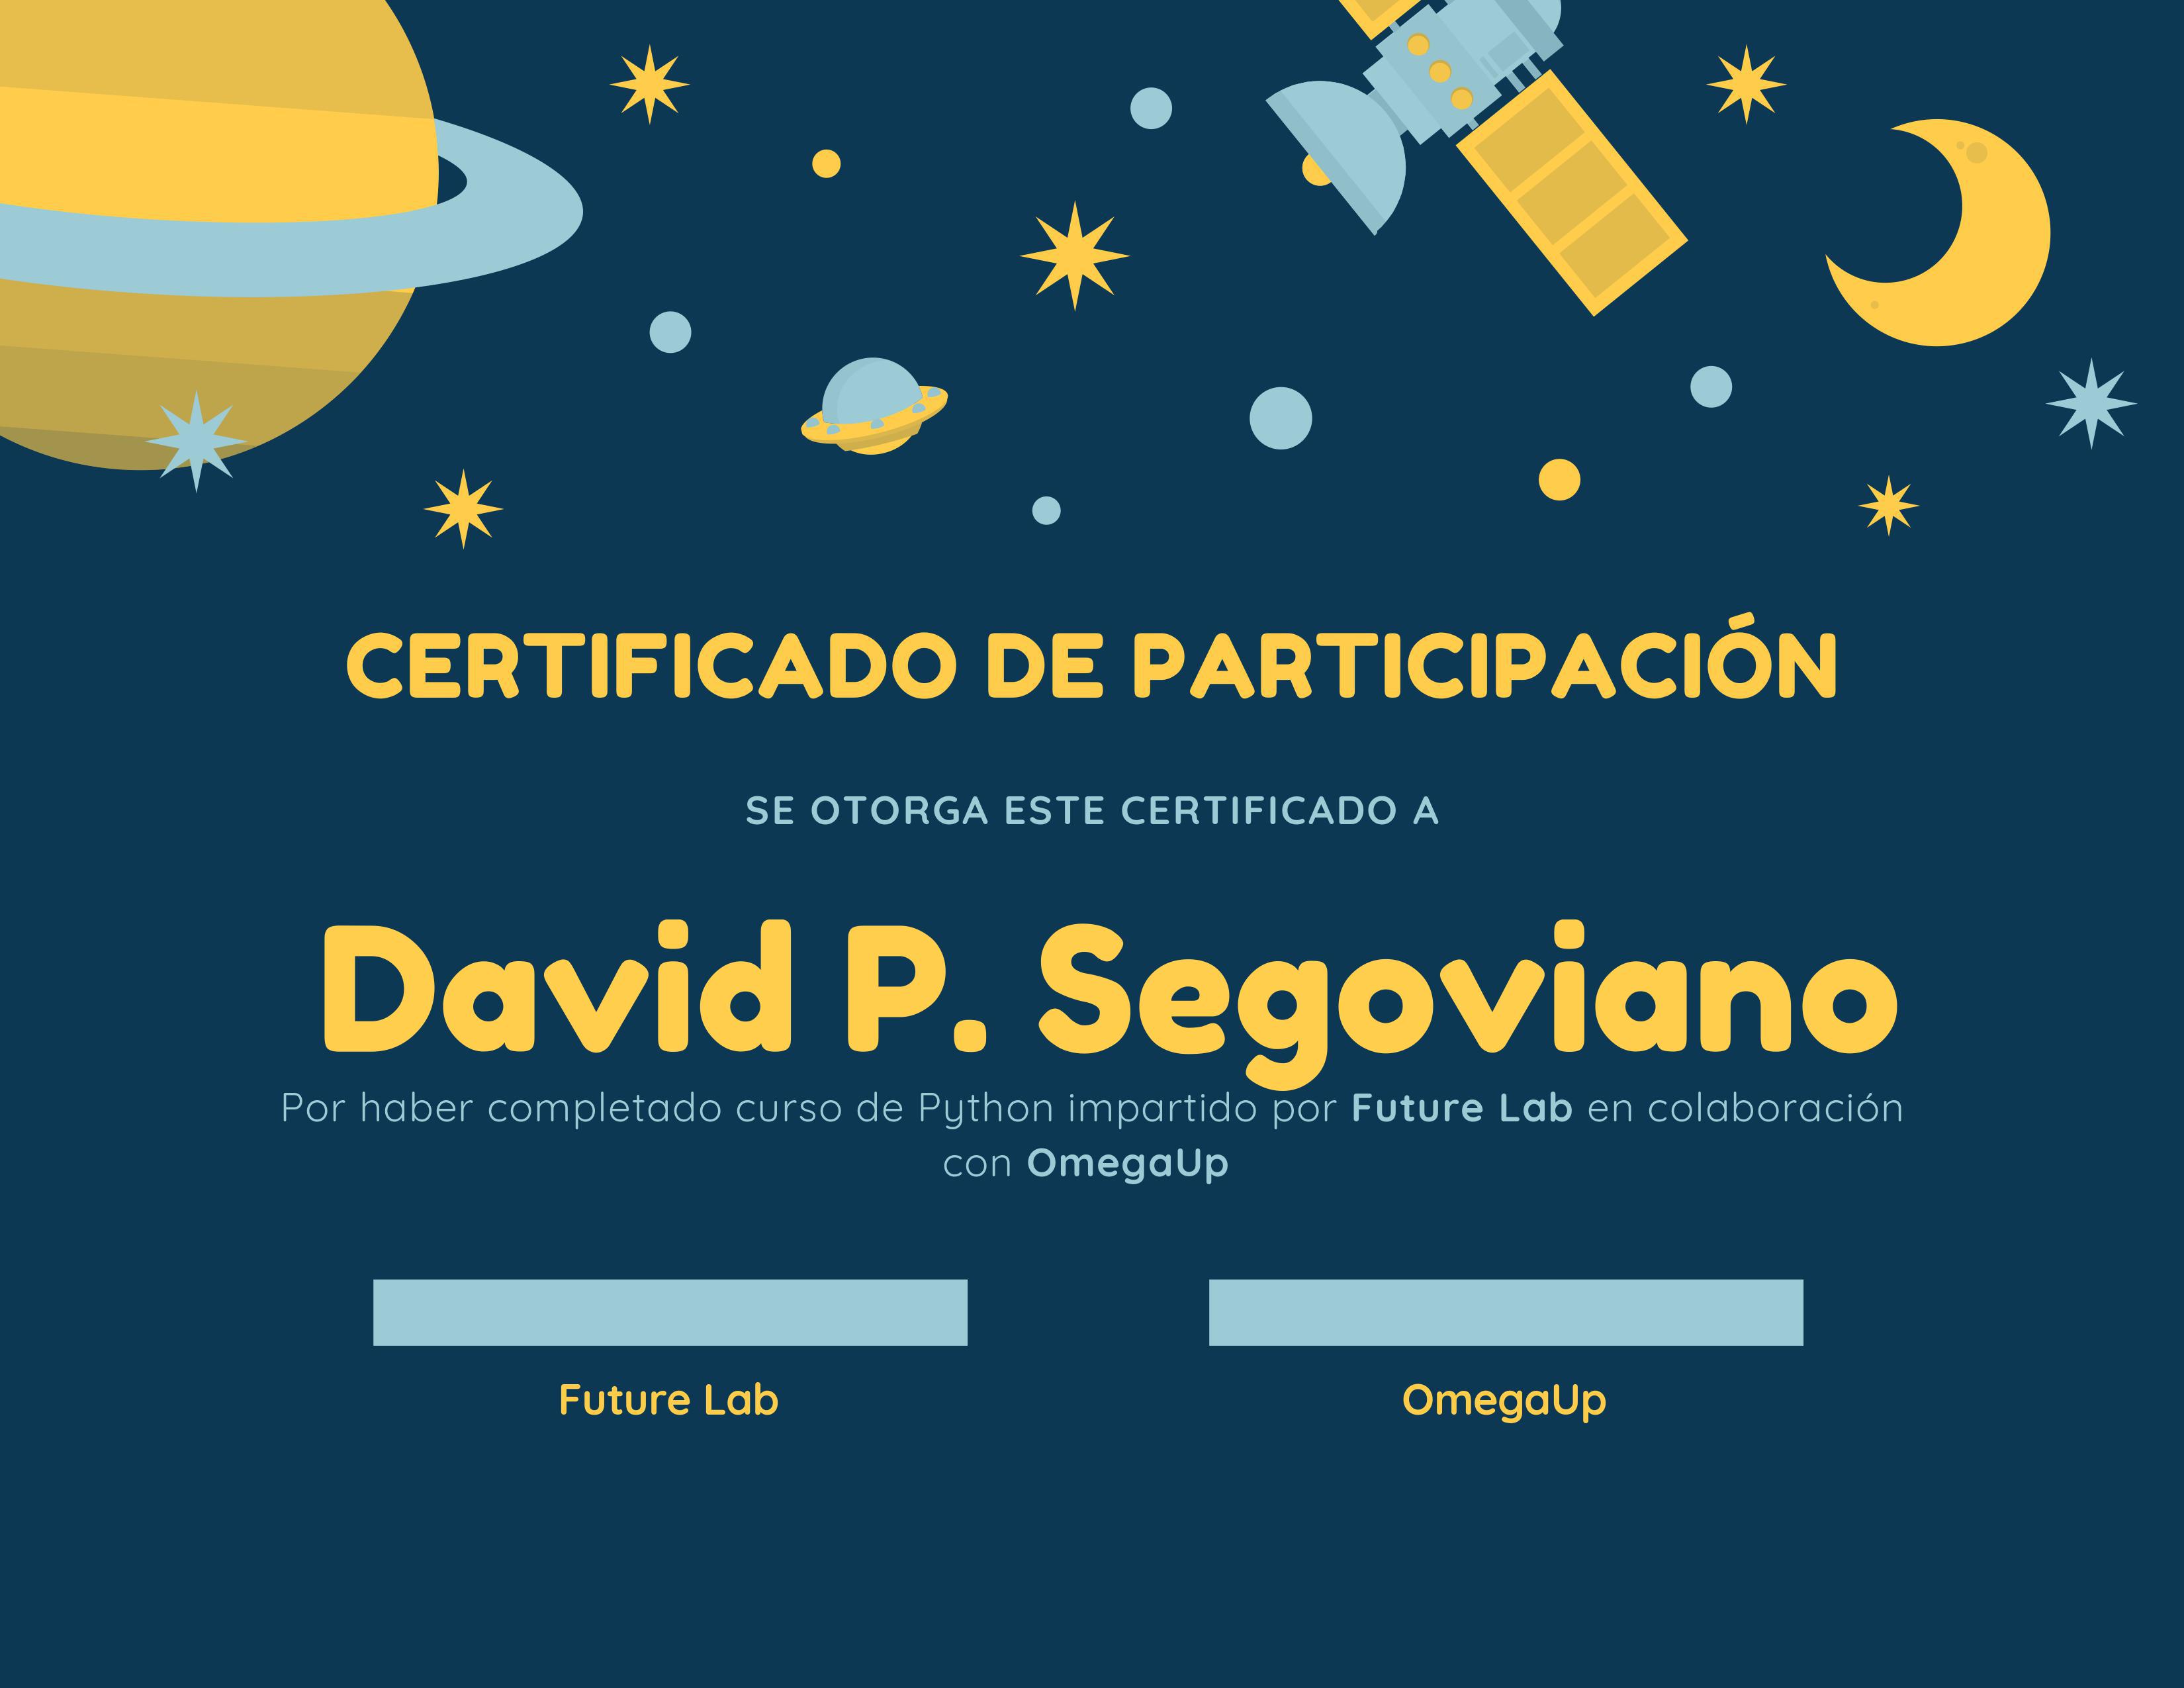 CERTIFICADO DE PARTICIPACIÓN
SE OTORGA ESTE CERTIFICADO A
David P. Segoviano
Por haber completado curso de Python impartido por Future Lab en colaboración
con OmegaUp
Future Lab
OmegaUp